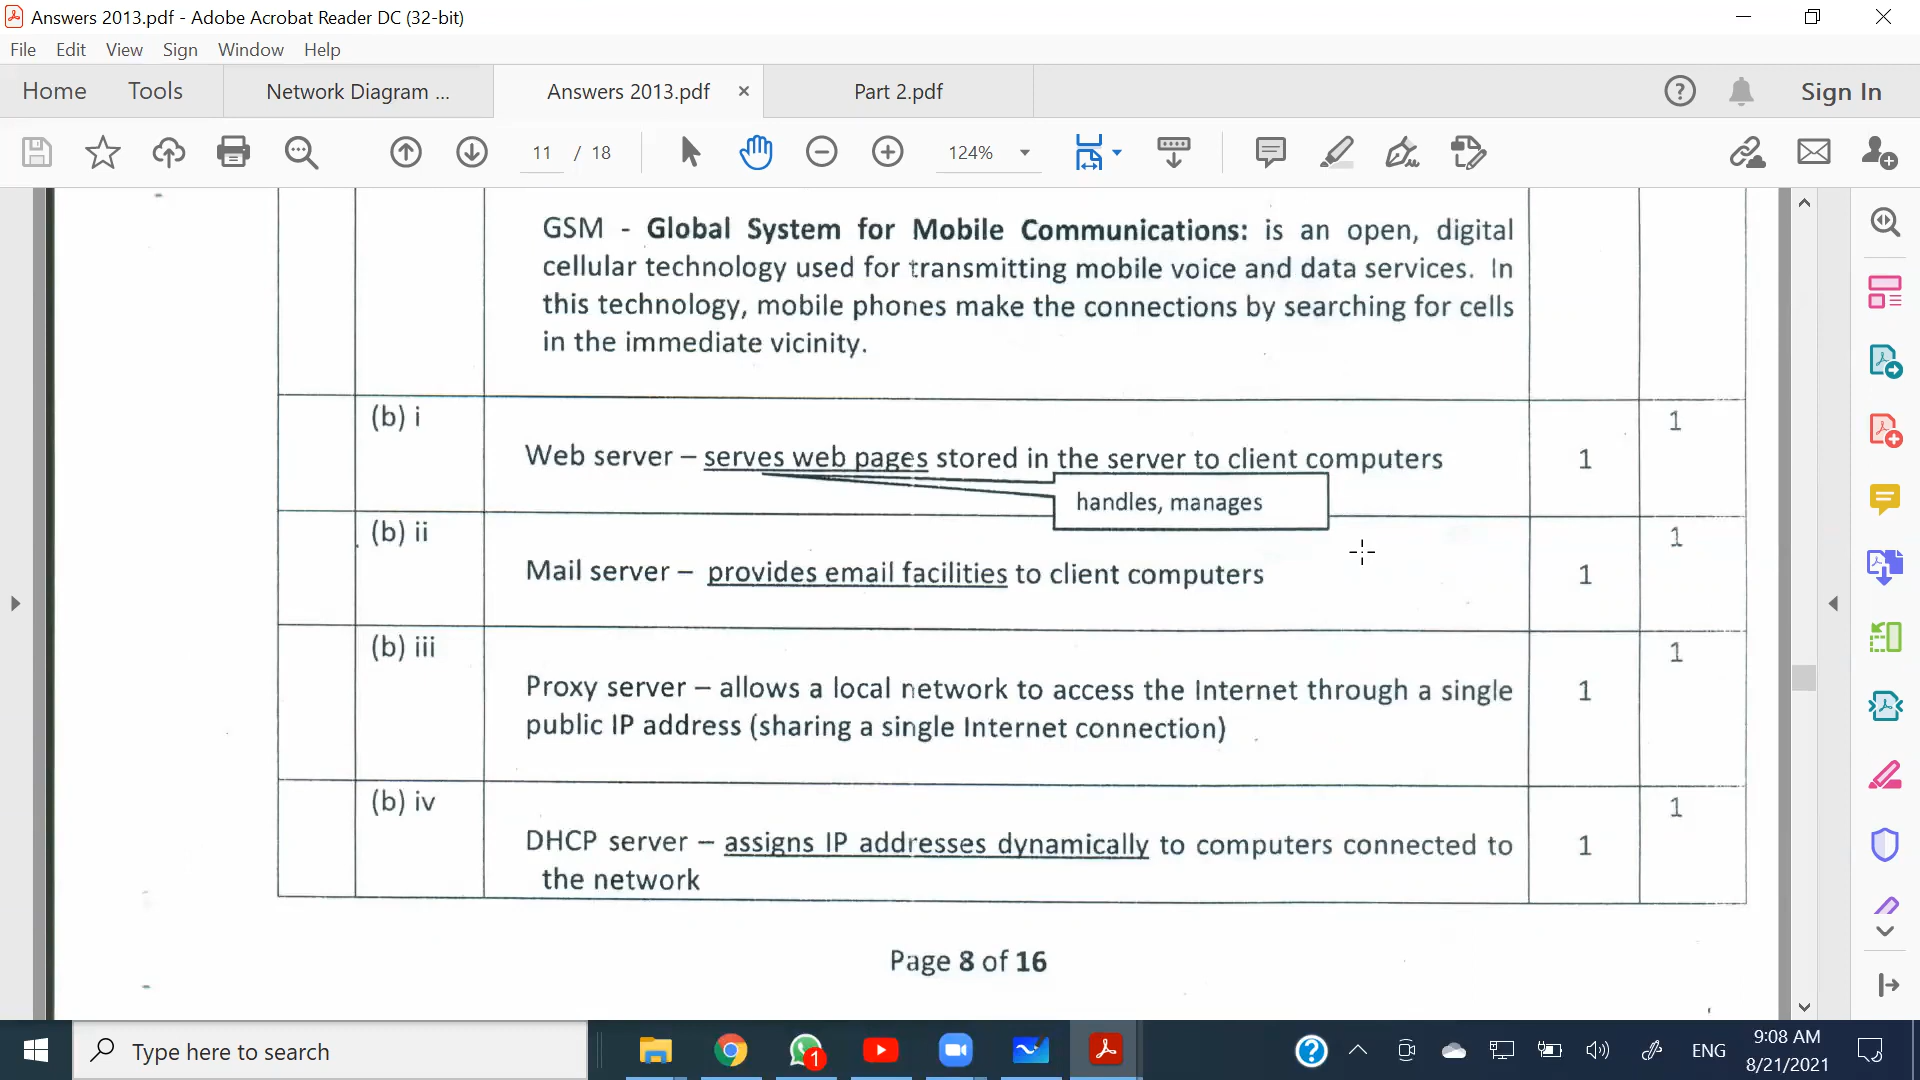 Answers 2013.pdf - Adobe Acrobat Reader DC (32-bit)
File Edit View Sign Window Help
Home Tools Network Diagram ... Answers 2013.pdf × Part 2.pdf Sign In
11 / 18 124%
GSM - Global System for Mobile Communications: is an open, digital
cellular technology used for transmitting mobile voice and data services. In
this technology, mobile phones make the connections by searching for cells
in the immediate vicinity.
(b) i 1
Web server – serves web pages stored in the server to client computers 1
handles, manages
(b) ii 1
Mail server – provides email facilities to client computers 1
(b) iii 1
Proxy server – allows a local network to access the Internet through a single 1
public IP address (sharing a single Internet connection)
(b) iv 1
DHCP server – assigns IP addresses dynamically to computers connected to 1
the network
Page 8 of 16
Type here to search 1 ENG 9:08 AM
8/21/2021